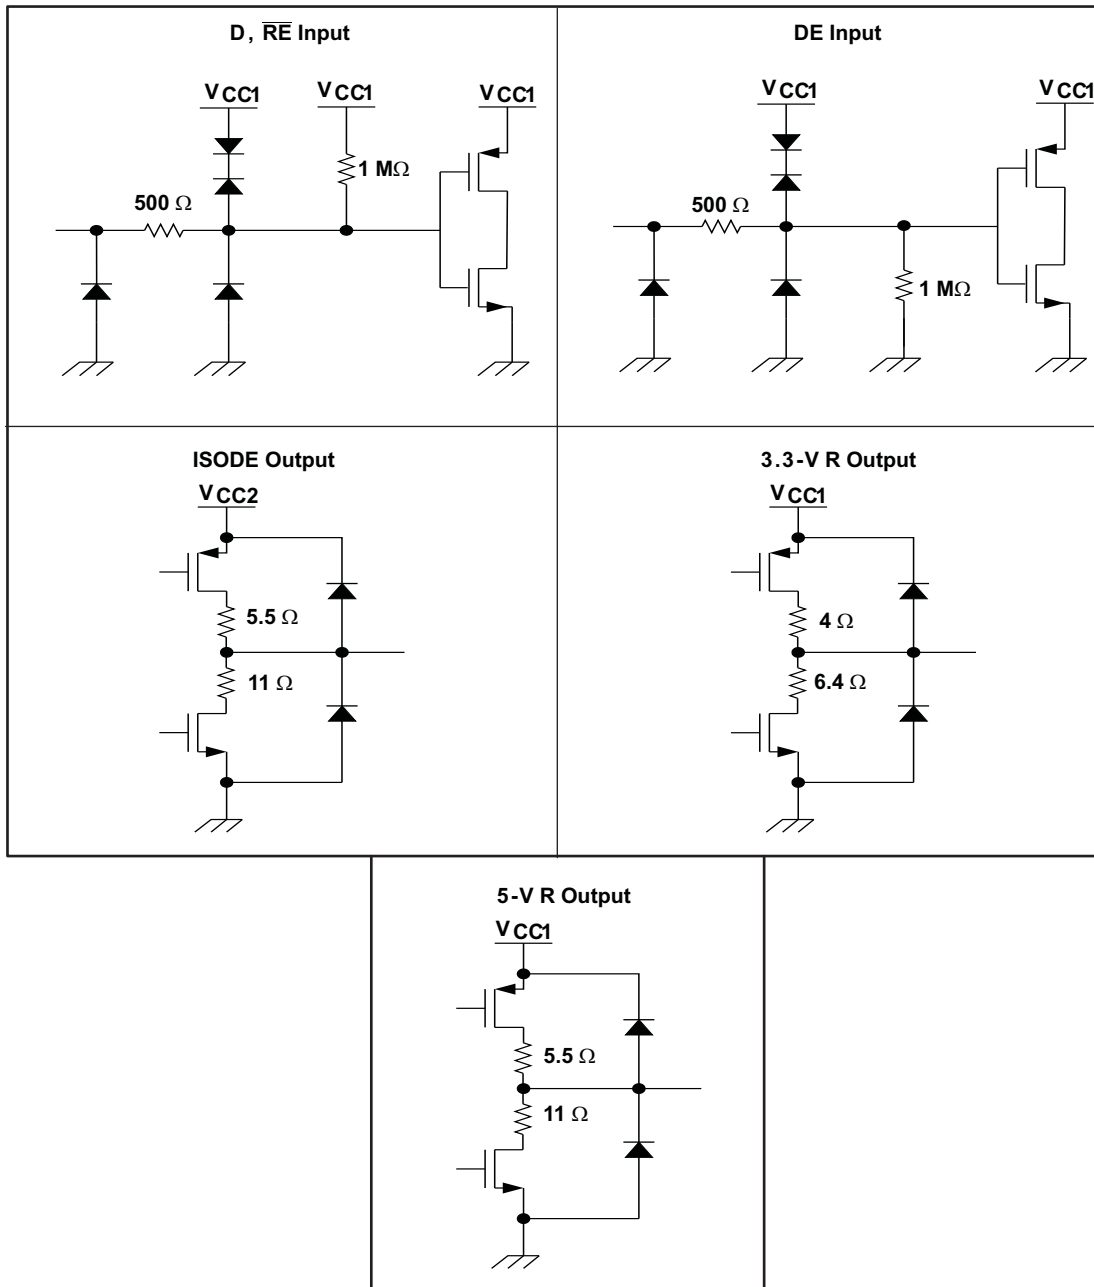 D, R̅E̅ Input
VCC1
VCC1
VCC1
1 MΩ
500 Ω
DE Input
VCC1
VCC1
500 Ω
1 MΩ
ISODE Output
VCC2
5.5 Ω
11 Ω
3.3-V R Output
VCC1
4 Ω
6.4 Ω
5-V R Output
VCC1
5.5 Ω
11 Ω